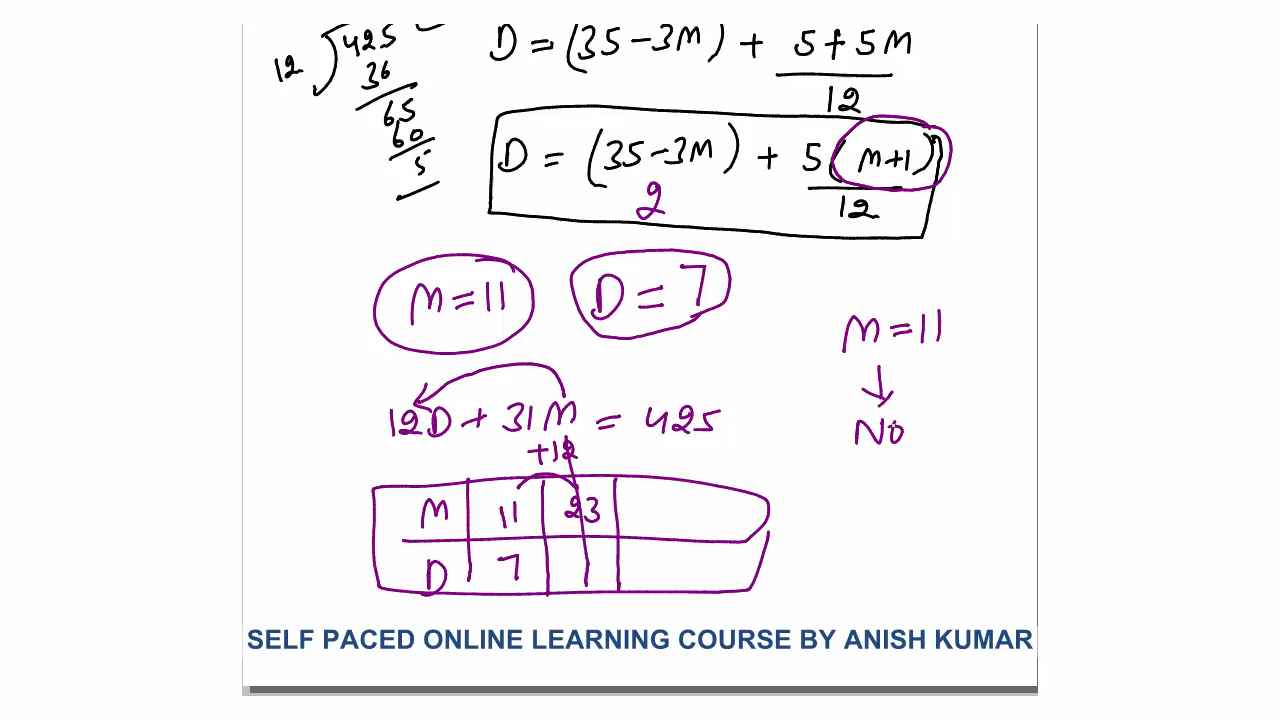 12 ) 425
36
65
60
5
D = (35-3M) + 5+5M
12
D = (35-3M) + 5(M+1)
2
12
M = 11
D = 7
M = 11
↓
NO
12D + 31M = 425
+12
M 11 23
D 7
SELF PACED ONLINE LEARNING COURSE BY ANISH KUMAR